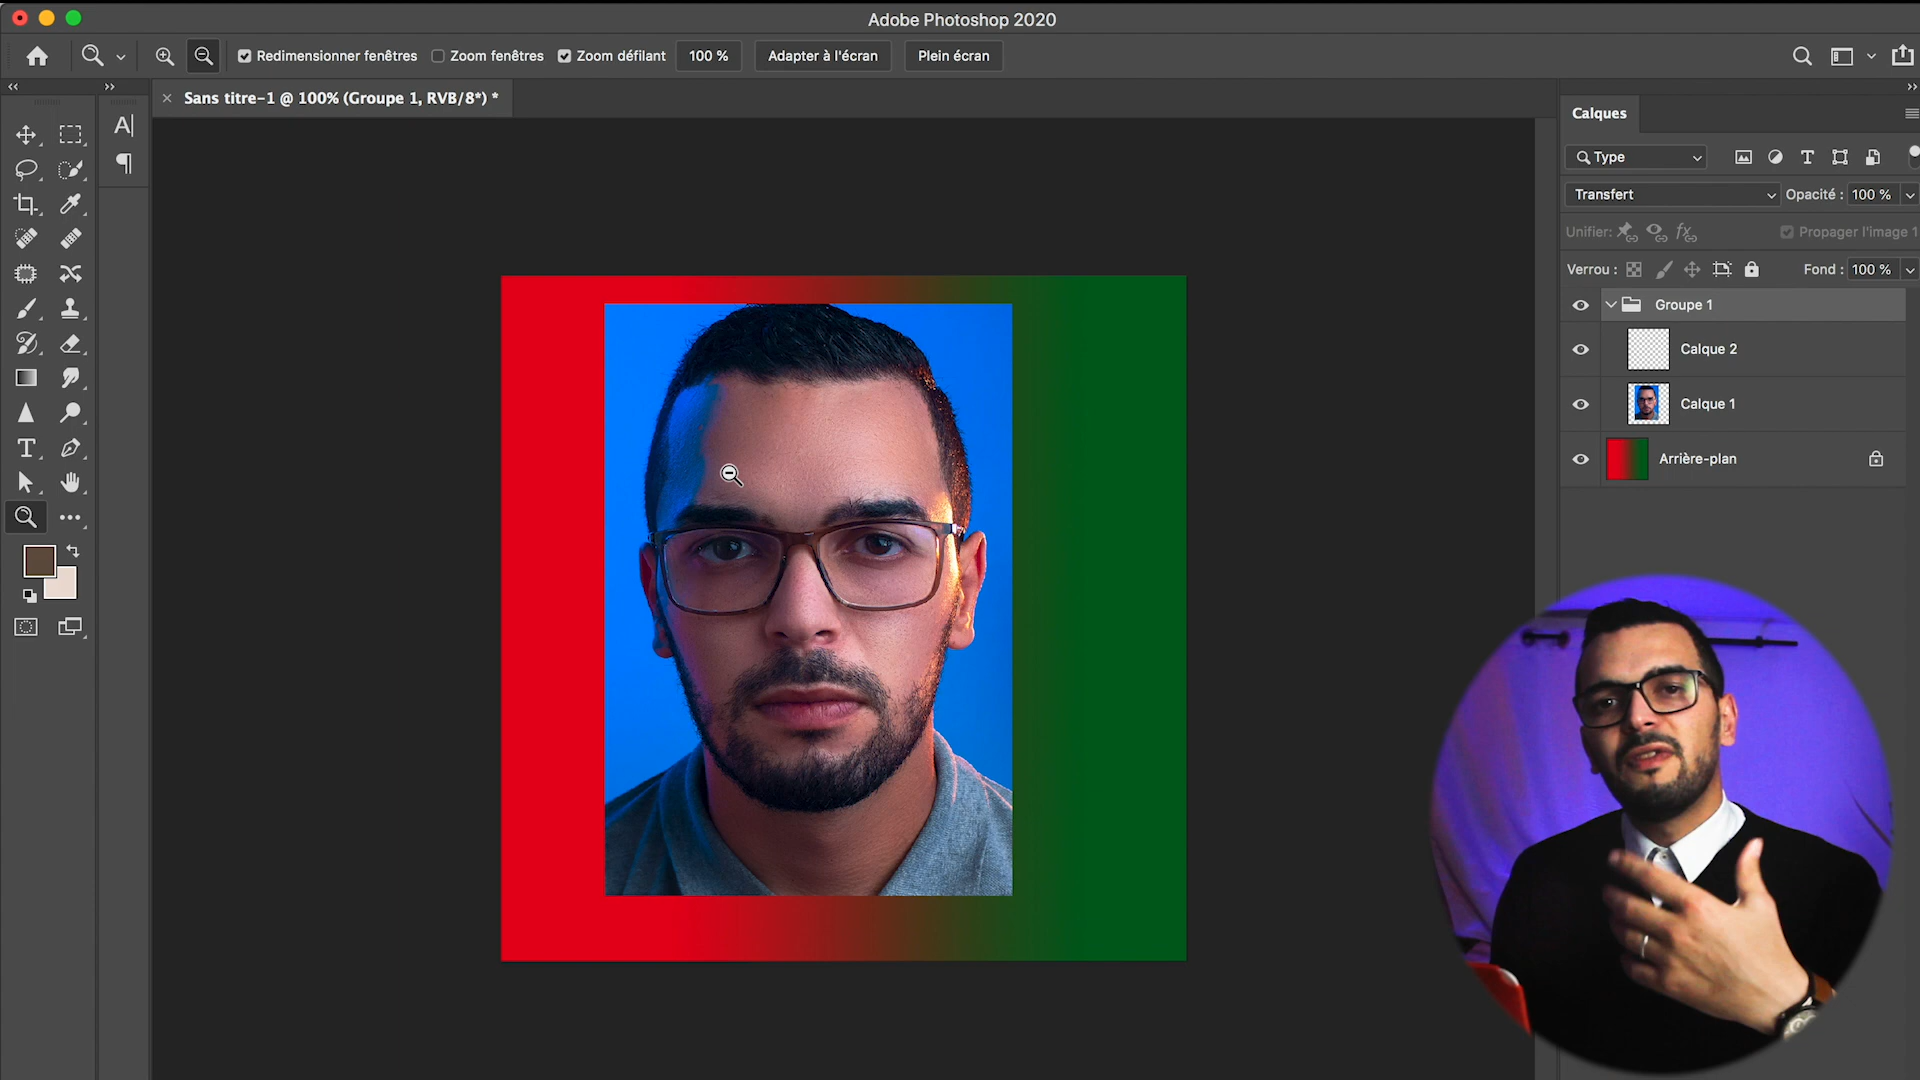 Adobe Photoshop 2020
Redimensionner fenêtres Zoom fenêtres Zoom défilant 100 % Adapter à l'écran Plein écran
Sans titre-1 @ 100% (Groupe 1, RVB/8*) *
Calques
Type
Transfert Opacité : 100 %
Unifier: Propager l'image 1
Verrou : Fond : 100 %
Groupe 1
Calque 2
Calque 1
Arrière-plan